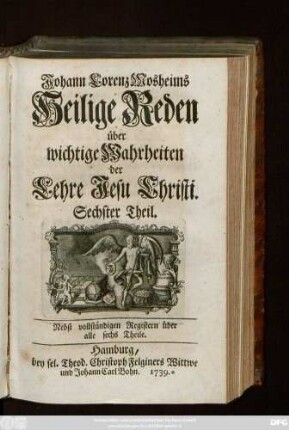 Johann Lorenz Mosheims
Heilige Reden
über
wichtige Wahrheiten
der
Lehre Jesu Christi.
Sechster Theil.
Nebst vollständigen Registern über
alle sechs Theile.
Hamburg,
bey sel. Theod. Christoph Felginers Wittwe
und Johann Carl Bohn. 1739.